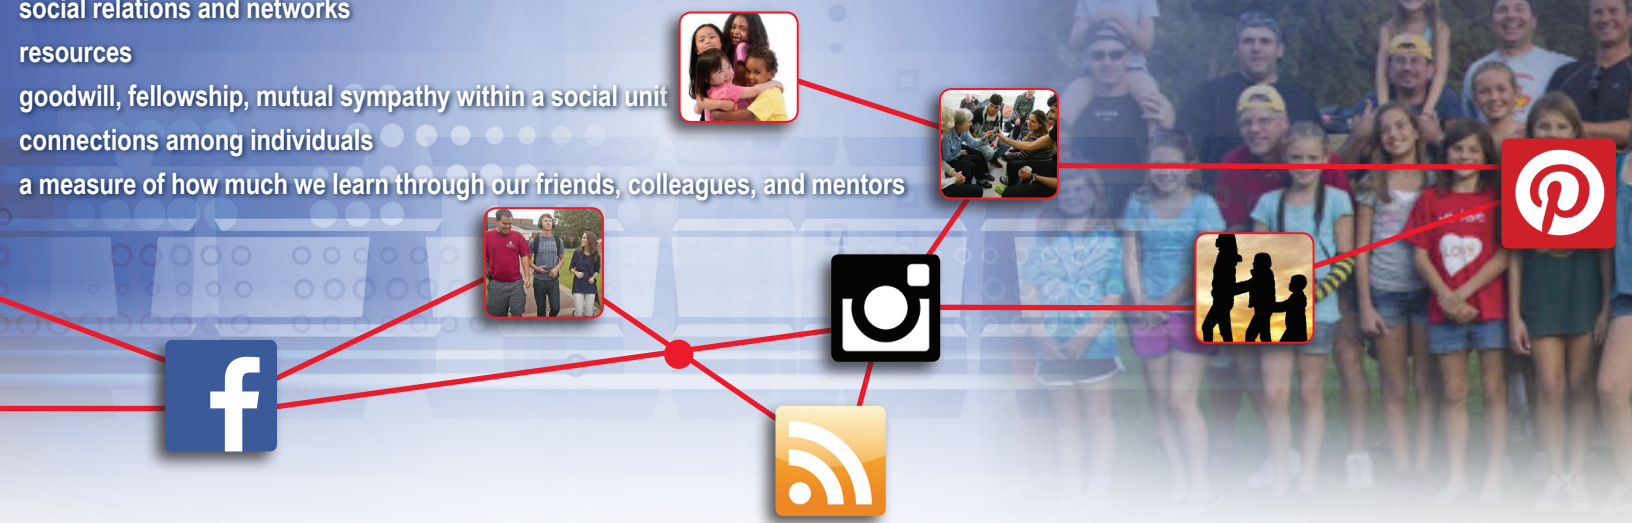 social relations and networks
resources
goodwill, fellowship, mutual sympathy within a social unit
connections among individuals
a measure of how much we learn through our friends, colleagues, and mentors